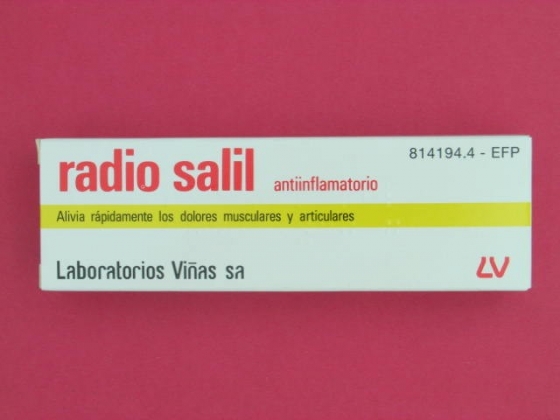 814194.4 - EFP
radio salil antiinflamatorio
Alivia rápidamente los dolores musculares y articulares
Laboratorios Viñas sa
LV